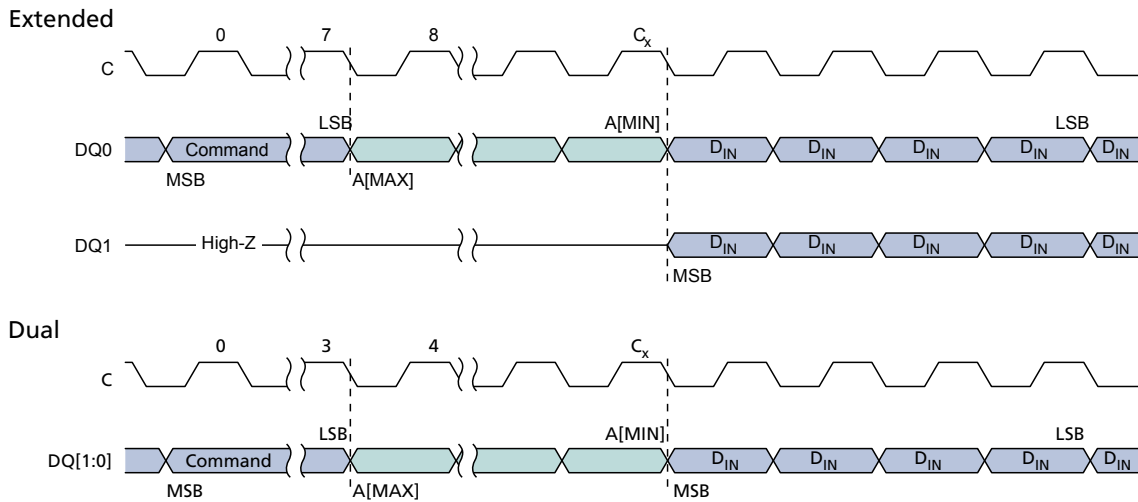 Extended
0 7 8 Cx
C
LSB A[MIN] LSB
DQ0 Command DIN DIN DIN DIN DIN
MSB A[MAX]
DQ1 High-Z DIN DIN DIN DIN DIN
MSB
Dual
0 3 4 Cx
C
LSB A[MIN] LSB
DQ[1:0] Command DIN DIN DIN DIN DIN
MSB A[MAX] MSB